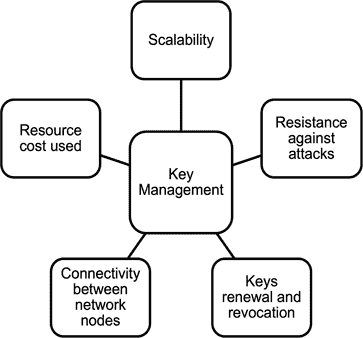 Scalability
Resource
cost used
Resistance
against
attacks
Key
Management
Connectivity
between
network
nodes
Keys
renewal and
revocation